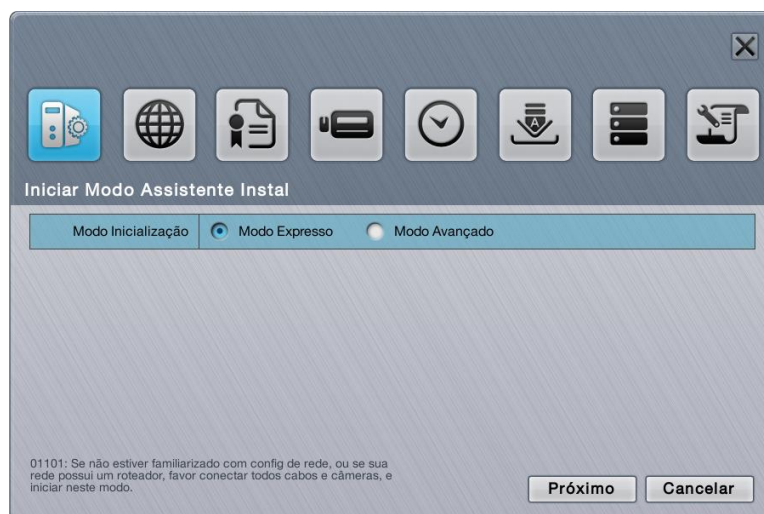 Iniciar Modo Assistente Instal
Modo Inicialização Modo Expresso Modo Avançado
01101: Se não estiver familiarizado com config de rede, ou se sua
rede possui um roteador, favor conectar todos cabos e câmeras, e
iniciar neste modo.
Próximo Cancelar